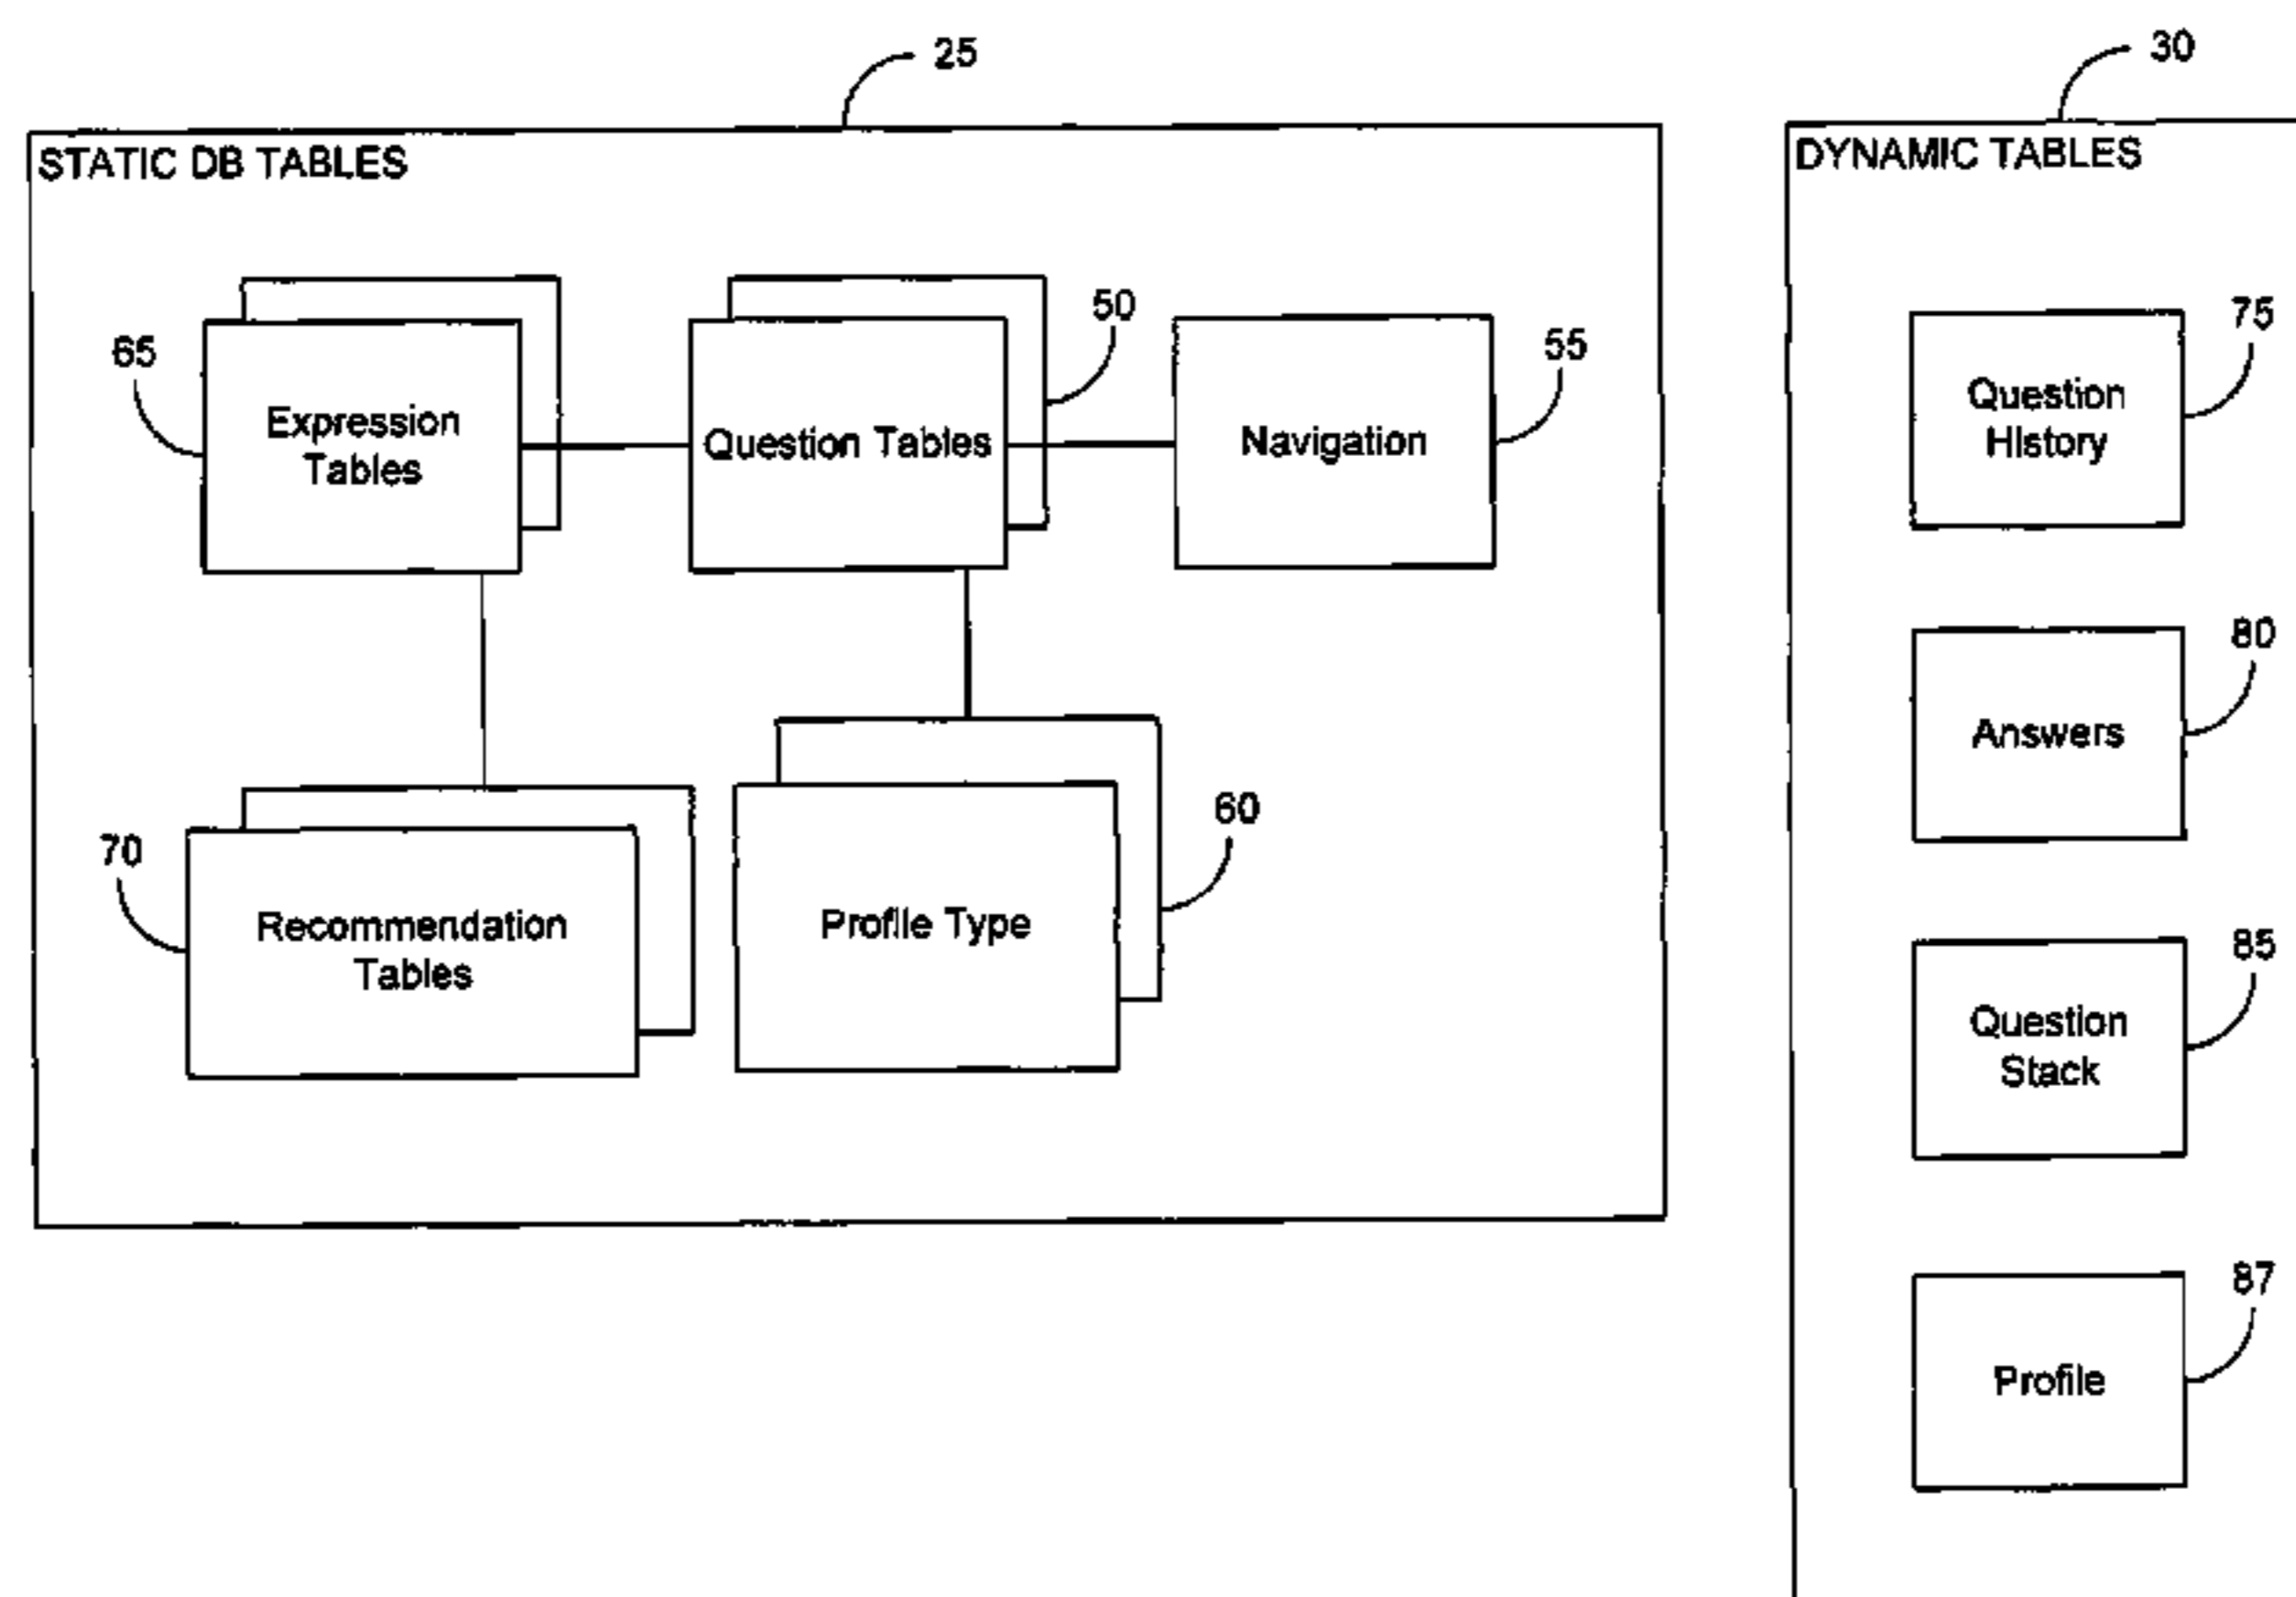 25
STATIC DB TABLES
65
Expression
Tables
50
Question Tables
55
Navigation
70
Recommendation
Tables
60
Profile Type
30
DYNAMIC TABLES
75
Question
History
80
Answers
85
Question
Stack
87
Profile